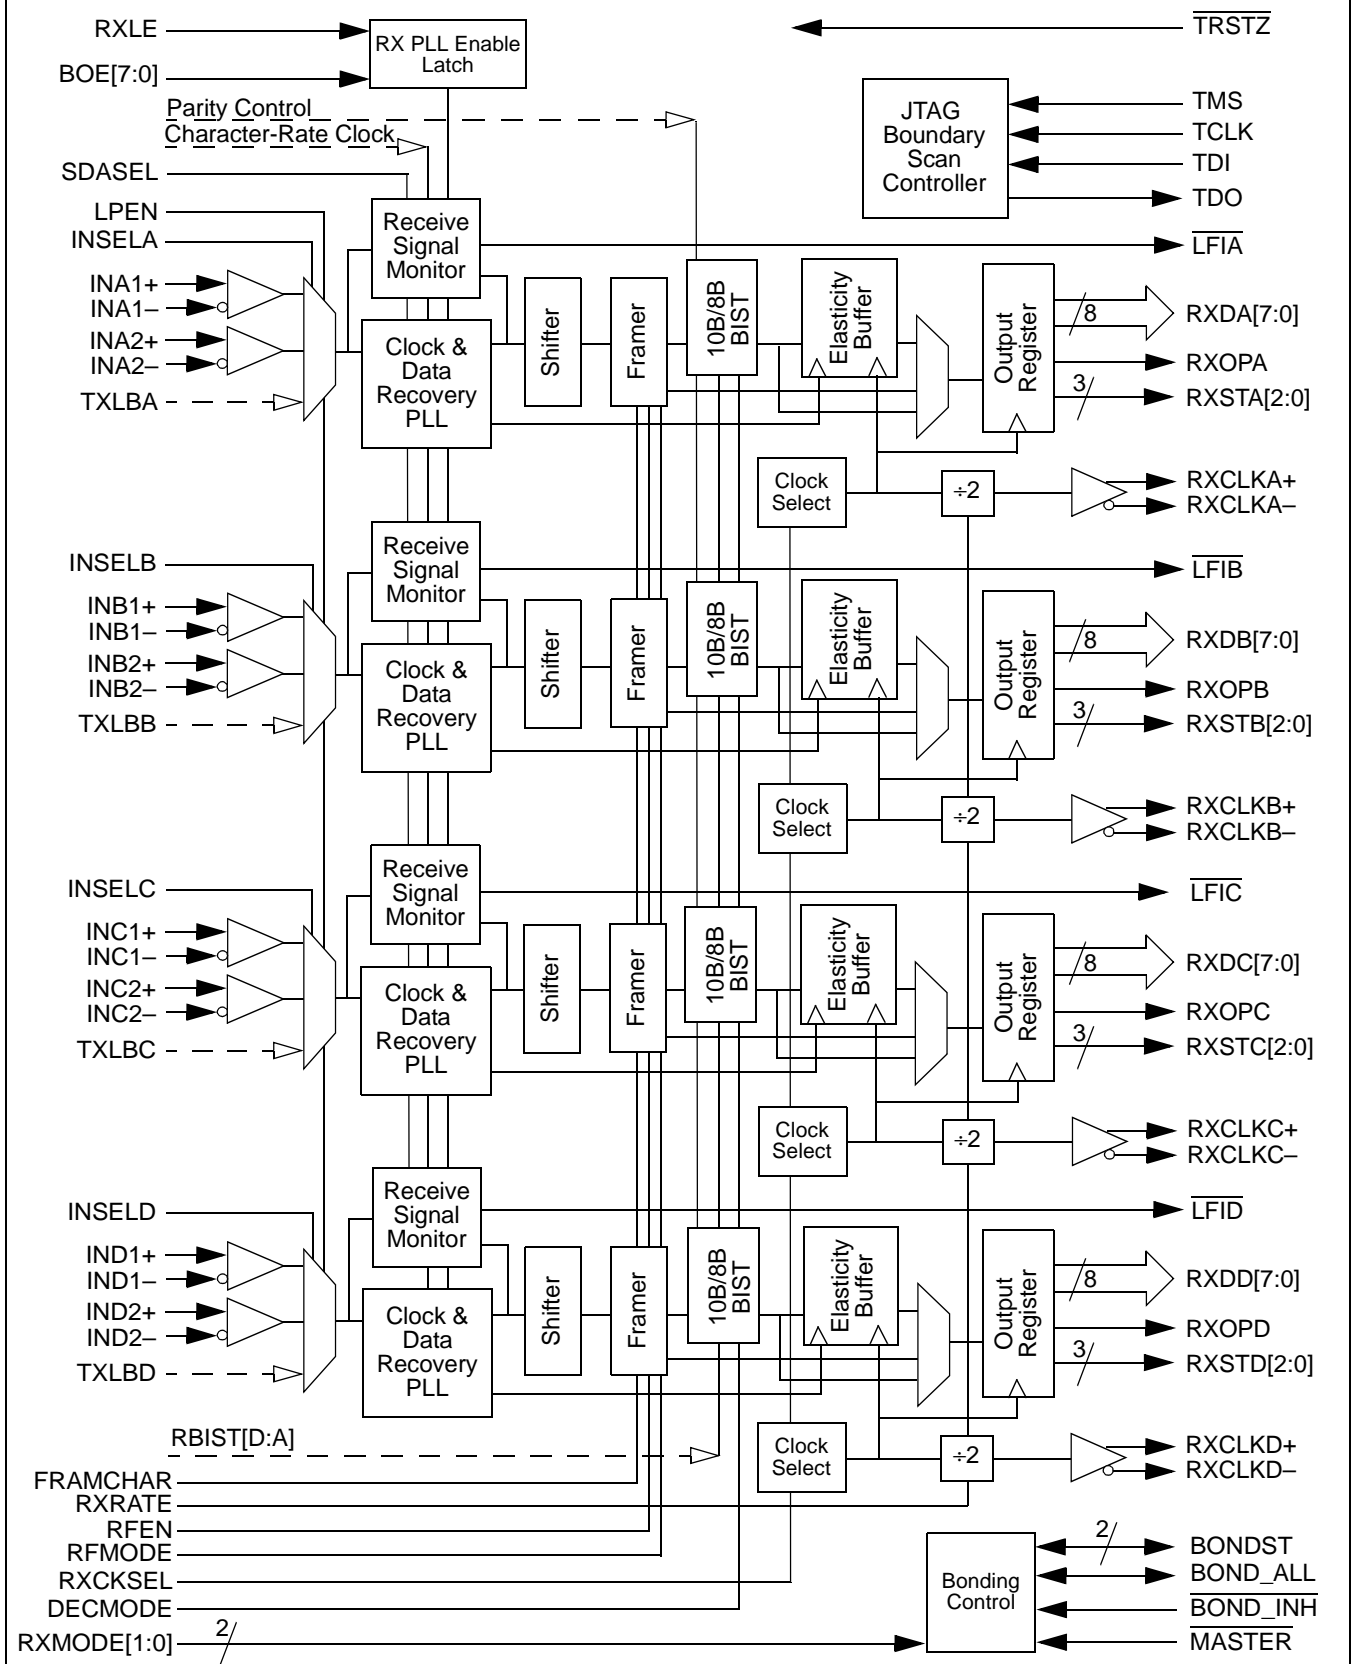 RXLE
BOE[7:0]
RX PLL Enable
Latch
TRSTZ
Parity Control
Character-Rate Clock
JTAG
Boundary
Scan
Controller
TMS
TCLK
TDI
TDO
SDASEL
LPEN
INSELA
INA1+
INA1–
INA2+
INA2–
TXLBA
Receive
Signal
Monitor
Clock &
Data
Recovery
PLL
Shifter
Framer
10B/8B
BIST
Elasticity
Buffer
Output
Register
Clock
Select
÷2
LFIA
8
RXDA[7:0]
RXOPA
3
RXSTA[2:0]
RXCLKA+
RXCLKA–
INSELB
INB1+
INB1–
INB2+
INB2–
TXLBB
Receive
Signal
Monitor
Clock &
Data
Recovery
PLL
Shifter
Framer
10B/8B
BIST
Elasticity
Buffer
Output
Register
Clock
Select
÷2
LFIB
8
RXDB[7:0]
RXOPB
3
RXSTB[2:0]
RXCLKB+
RXCLKB–
INSELC
INC1+
INC1–
INC2+
INC2–
TXLBC
Receive
Signal
Monitor
Clock &
Data
Recovery
PLL
Shifter
Framer
10B/8B
BIST
Elasticity
Buffer
Output
Register
Clock
Select
÷2
LFIC
8
RXDC[7:0]
RXOPC
3
RXSTC[2:0]
RXCLKC+
RXCLKC–
INSELD
IND1+
IND1–
IND2+
IND2–
TXLBD
Receive
Signal
Monitor
Clock &
Data
Recovery
PLL
Shifter
Framer
10B/8B
BIST
Elasticity
Buffer
Output
Register
Clock
Select
÷2
LFID
8
RXDD[7:0]
RXOPD
3
RXSTD[2:0]
RXCLKD+
RXCLKD–
RBIST[D:A]
FRAMCHAR
RXRATE
RFEN
RFMODE
RXCKSEL
DECMODE
RXMODE[1:0]
2
Bonding
Control
2
BONDST
BOND_ALL
BOND_INH
MASTER